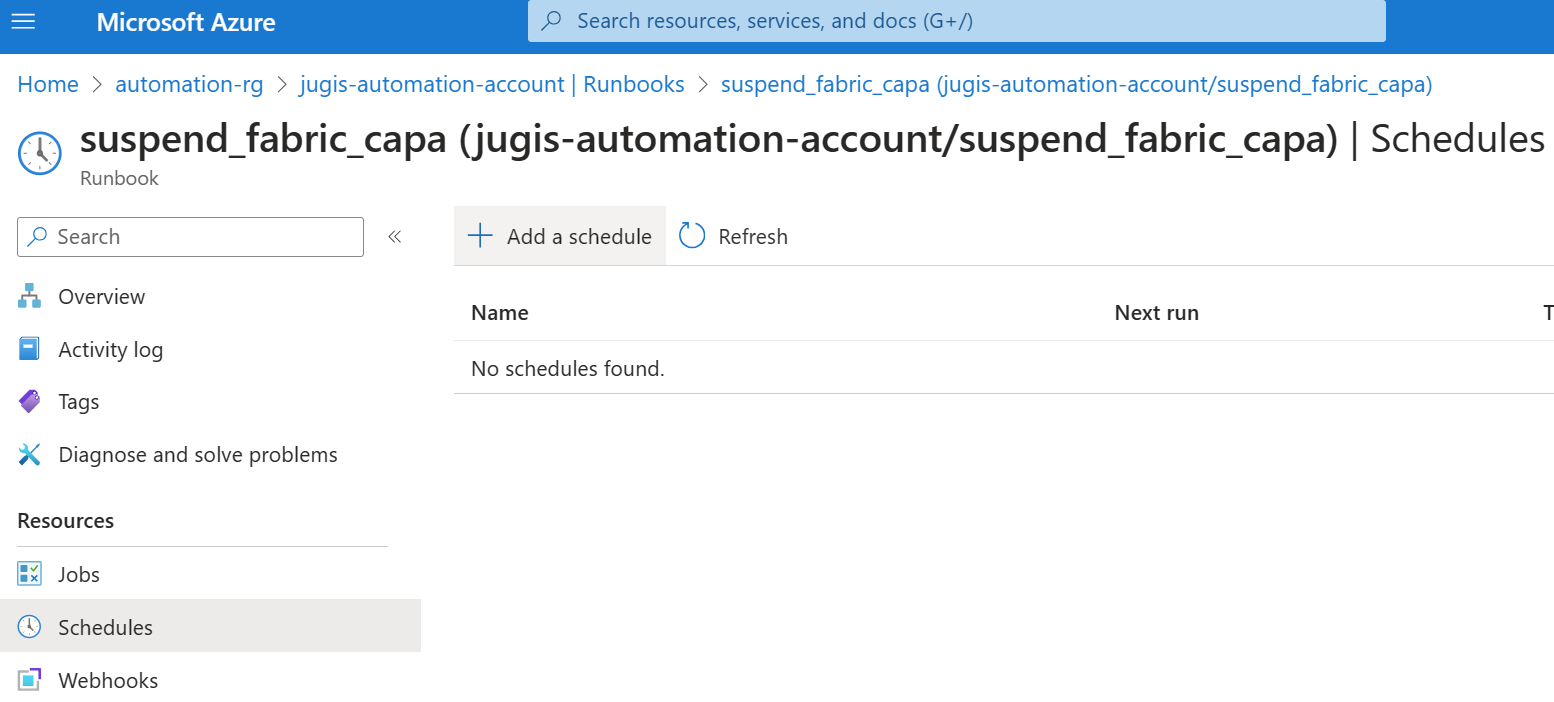 Microsoft Azure
Search resources, services, and docs (G+/)
Home > automation-rg > jugis-automation-account | Runbooks > suspend_fabric_capa (jugis-automation-account/suspend_fabric_capa)
suspend_fabric_capa (jugis-automation-account/suspend_fabric_capa) | Schedules
Runbook
Search
«
Add a schedule
Refresh
Overview
Activity log
Tags
Diagnose and solve problems
Resources
Jobs
Schedules
Webhooks
Name Next run T
No schedules found.